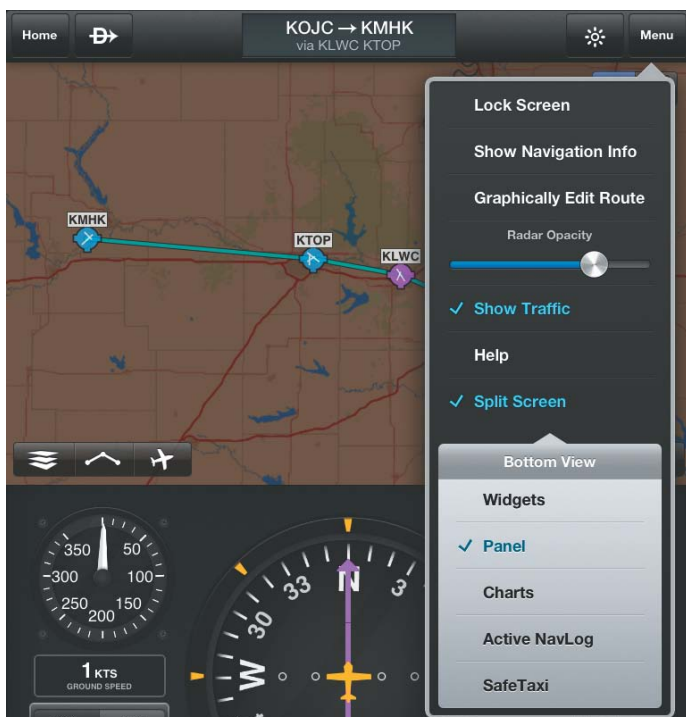 Home
D
KOJC → KMHK
via KLWC KTOP
Menu
Lock Screen
Show Navigation Info
Graphically Edit Route
Radar Opacity
Show Traffic
Help
Split Screen
Bottom View
Widgets
Panel
Charts
Active NavLog
SafeTaxi
KMHK
KTOP
KLWC
350
50
300
100
250
150
200
1 KTS
GROUND SPEED
33
N
3
30
W